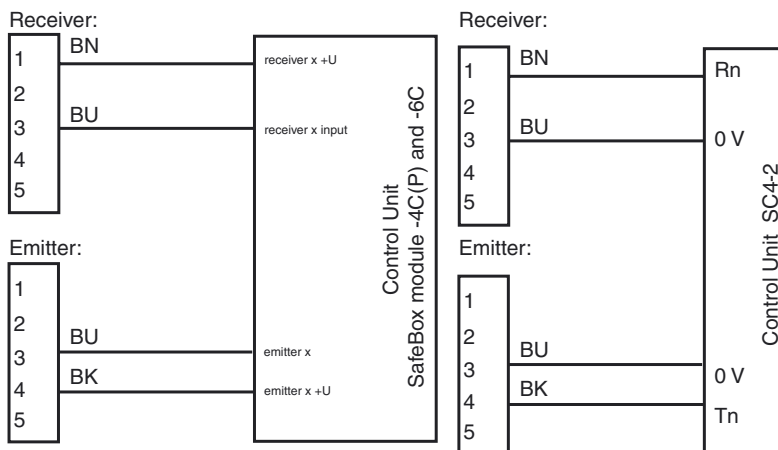 Receiver:
1
2
3
4
5
BN
BU
receiver x +U
receiver x input
Emitter:
1
2
3
4
5
BU
BK
emitter x
emitter x +U
Control Unit
SafeBox module -4C(P) and -6C
Receiver:
1
2
3
4
5
BN
BU
Rn
0 V
Emitter:
1
2
3
4
5
BU
BK
0 V
Tn
Control Unit SC4-2